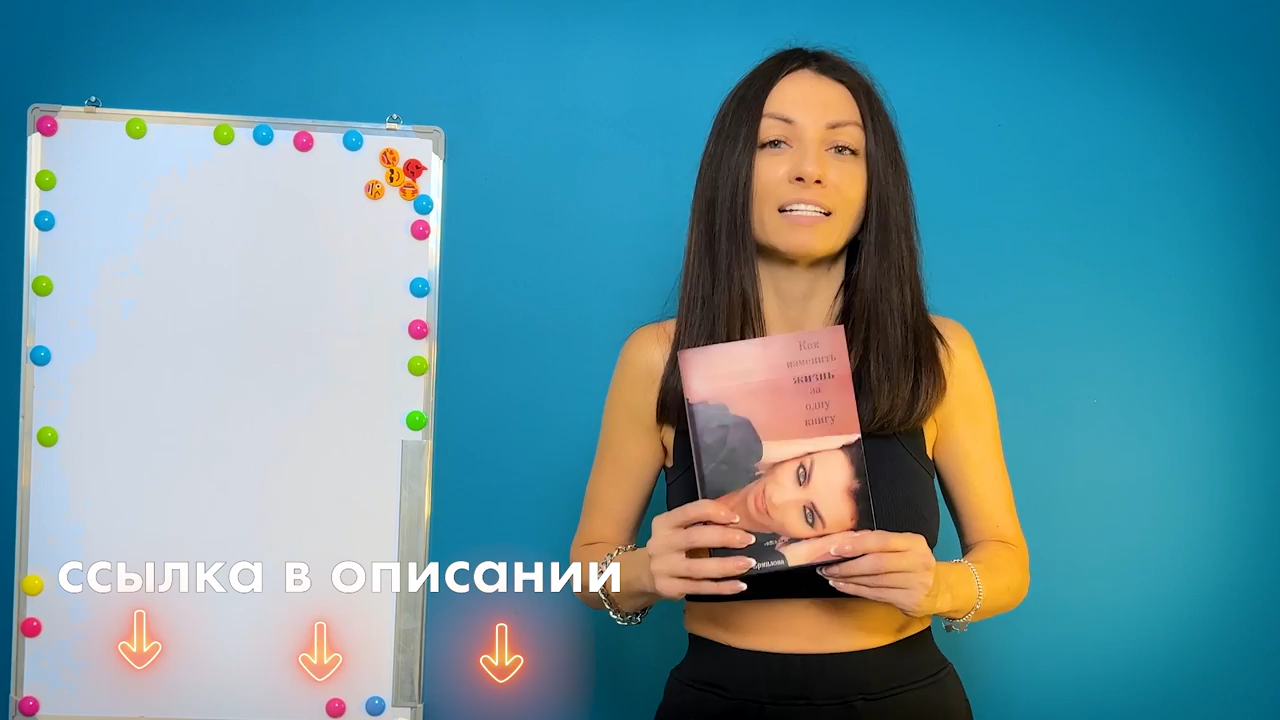 Как
изменить
жизнь
за
одну
книгу
ссылка в описании